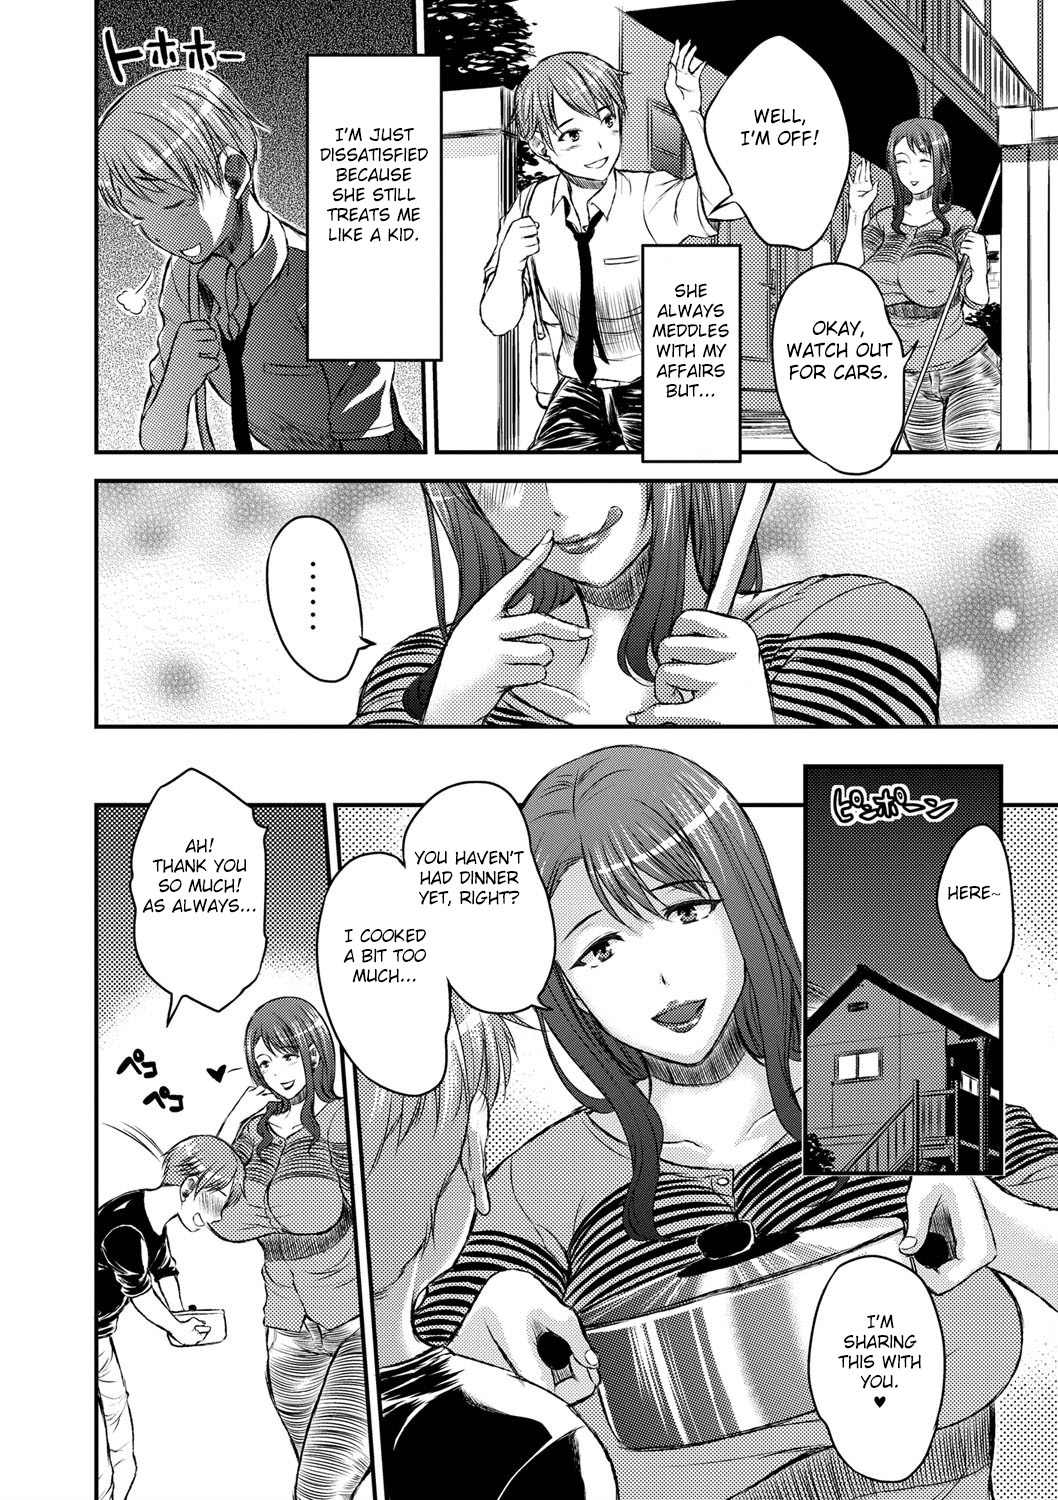 WELL,
I'M OFF!
OKAY,
WATCH OUT
FOR CARS.
SHE
ALWAYS
MEDDLES
WITH MY
AFFAIRS
BUT...
I'M JUST
DISSATISFIED
BECAUSE
SHE STILL
TREATS ME
LIKE A KID.
トホホー
......
ピンポーン
HERE~
YOU HAVEN'T
HAD DINNER
YET, RIGHT?
I COOKED
A BIT TOO
MUCH...
I'M
SHARING
THIS WITH
YOU.
♥
AH!
THANK YOU
SO MUCH!
AS ALWAYS...
ペコ
ペコ